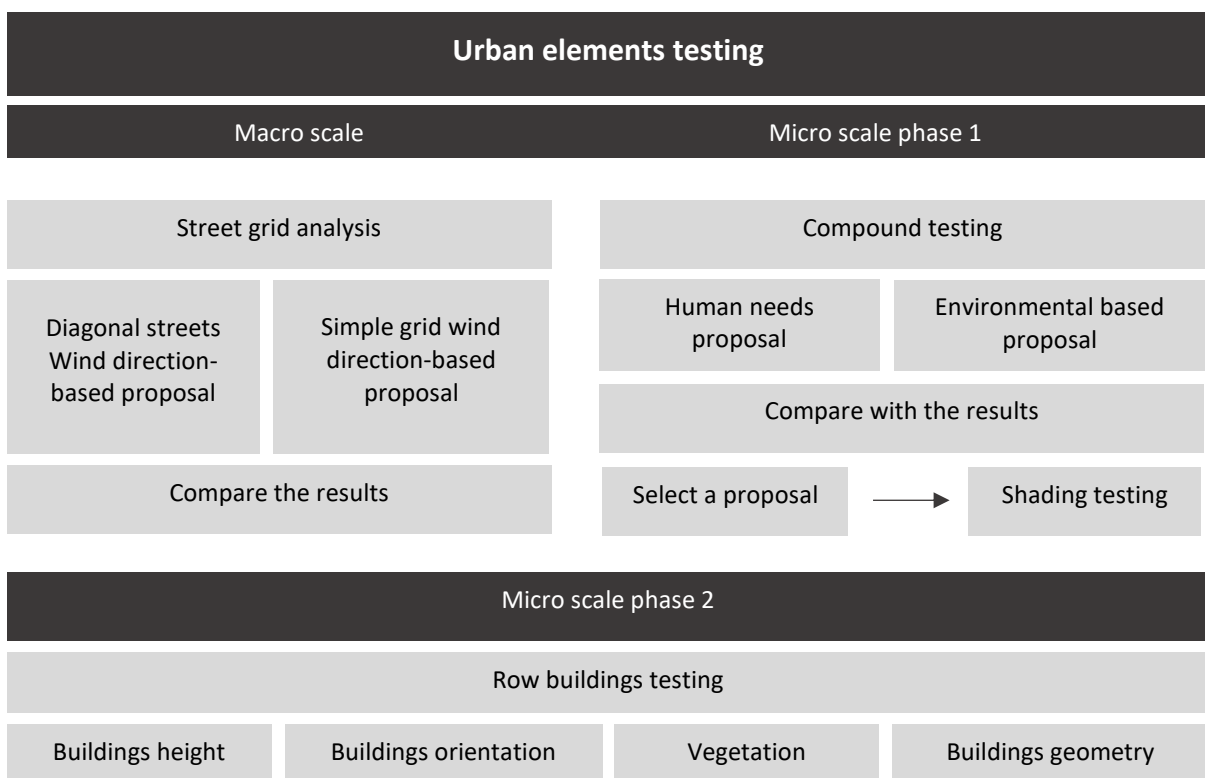 Urban elements testing
Macro scale
Micro scale phase 1
Street grid analysis
Diagonal streets
Wind direction-
based proposal
Simple grid wind
direction-based
proposal
Compare the results
Compound testing
Human needs
proposal
Environmental based
proposal
Compare with the results
Select a proposal
Shading testing
Micro scale phase 2
Row buildings testing
Buildings height
Buildings orientation
Vegetation
Buildings geometry